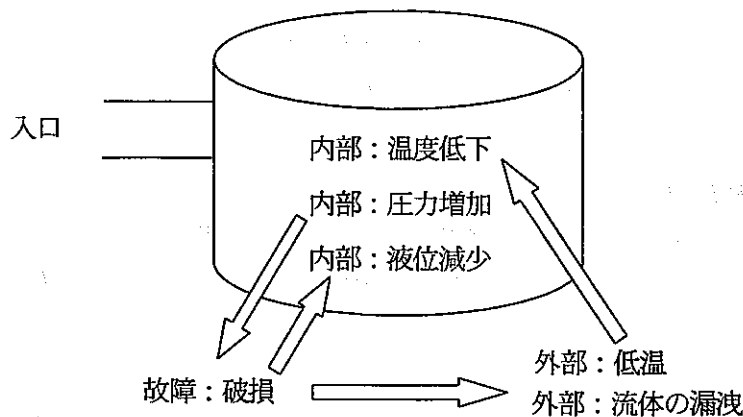 入口
内部：温度低下
内部：圧力増加
内部：液位減少
故障：破損
外部：低温
外部：流体の漏洩